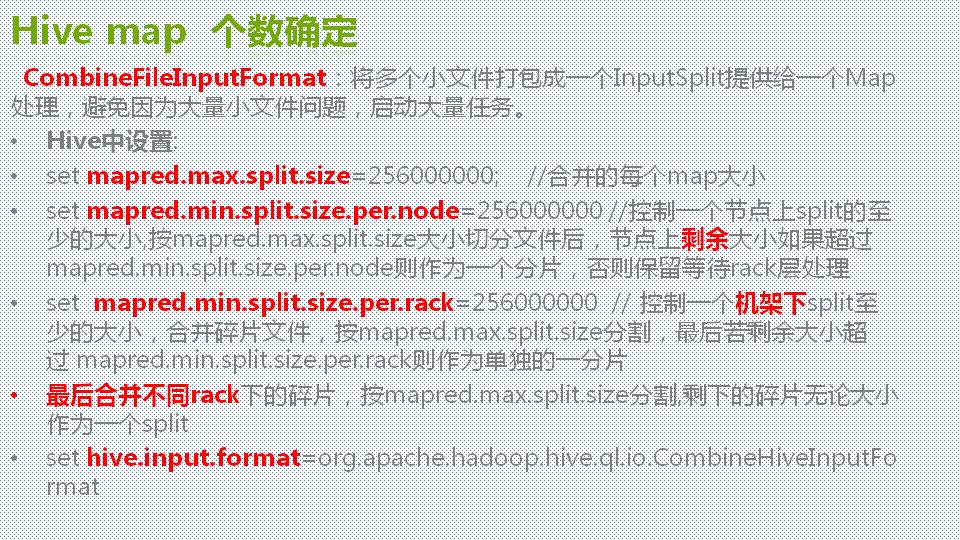 Hive map 个数确定
CombineFileInputFormat：将多个小文件打包成一个InputSplit提供给一个Map
处理，避免因为大量小文件问题，启动大量任务。
• Hive中设置:
• set mapred.max.split.size=256000000; //合并的每个map大小
• set mapred.min.split.size.per.node=256000000 //控制一个节点上split的至
少的大小,按mapred.max.split.size大小切分文件后，节点上剩余大小如果超过
mapred.min.split.size.per.node则作为一个分片，否则保留等待rack层处理
• set mapred.min.split.size.per.rack=256000000 // 控制一个机架下split至
少的大小 合并碎片文件，按mapred.max.split.size分割，最后若剩余大小超
过 mapred.min.split.size.per.rack则作为单独的一分片
• 最后合并不同rack下的碎片，按mapred.max.split.size分割,剩下的碎片无论大小
作为一个split
• set hive.input.format=org.apache.hadoop.hive.ql.io.CombineHiveInputFo
rmat